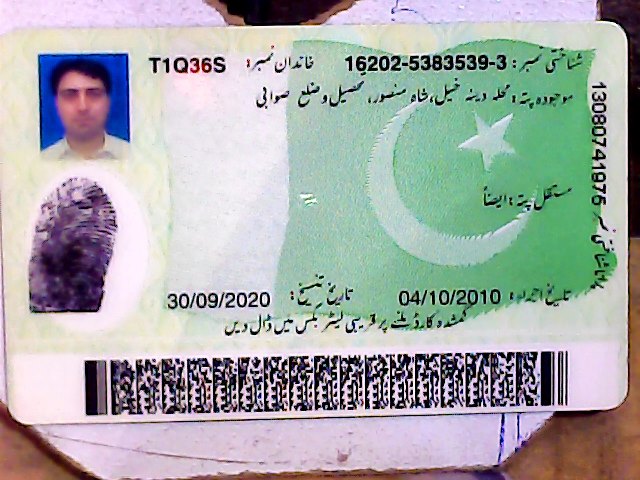 شناختی نمبر: 16202-5383539-3 خاندان نمبر: T1Q36S
موجودہ پتہ: محلہ دینہ خیل، شاہ منصور، تحصیل و ضلع صوابی
مستقل پتہ: ایضاً
تاریخ اجراء: 04/10/2010 تاریخ تنسیخ: 30/09/2020
گمشدہ کارڈ ملنے پر قریبی لیٹر بکس میں ڈال دیں
13080741976